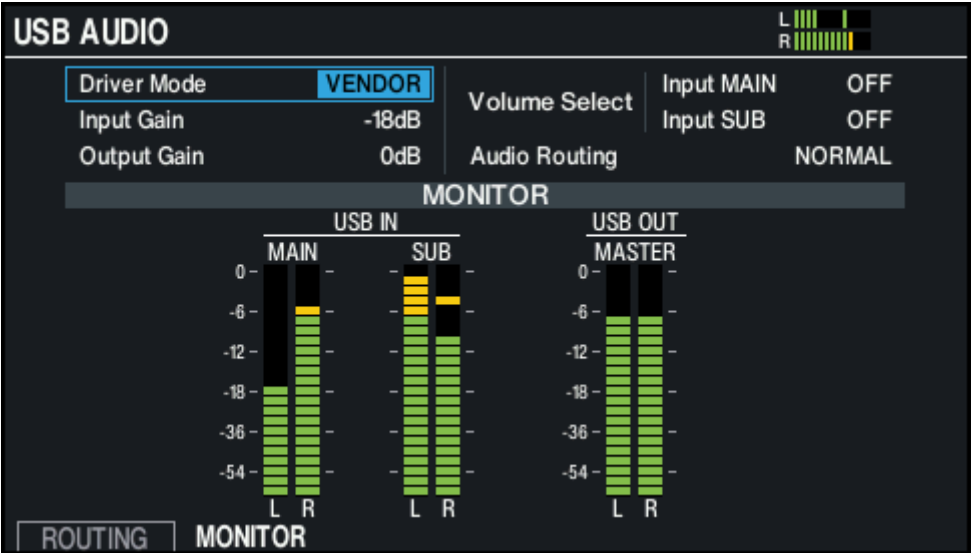 USB AUDIO
L
R
Driver Mode VENDOR
Input Gain -18dB
Output Gain 0dB
Volume Select
Input MAIN OFF
Input SUB OFF
Audio Routing NORMAL
MONITOR
USB IN USB OUT
MAIN SUB MASTER
0 0
-6 -6
-12 -12
-18 -18
-36 -36
-54 -54
L R L R L R
ROUTING MONITOR